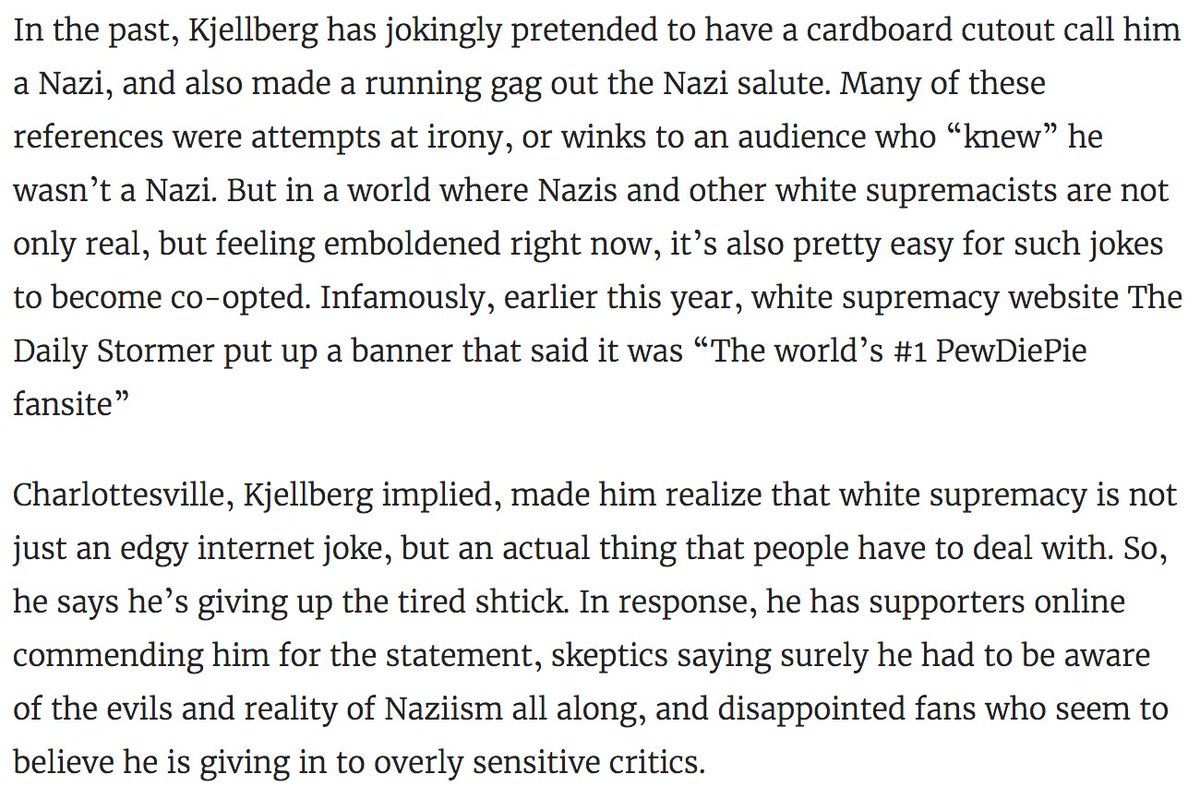 In the past, Kjellberg has jokingly pretended to have a cardboard cutout call him
a Nazi, and also made a running gag out the Nazi salute. Many of these
references were attempts at irony, or winks to an audience who “knew” he
wasn’t a Nazi. But in a world where Nazis and other white supremacists are not
only real, but feeling emboldened right now, it’s also pretty easy for such jokes
to become co-opted. Infamously, earlier this year, white supremacy website The
Daily Stormer put up a banner that said it was “The world’s #1 PewDiePie
fansite”
Charlottesville, Kjellberg implied, made him realize that white supremacy is not
just an edgy internet joke, but an actual thing that people have to deal with. So,
he says he’s giving up the tired shtick. In response, he has supporters online
commending him for the statement, skeptics saying surely he had to be aware
of the evils and reality of Naziism all along, and disappointed fans who seem to
believe he is giving in to overly sensitive critics.